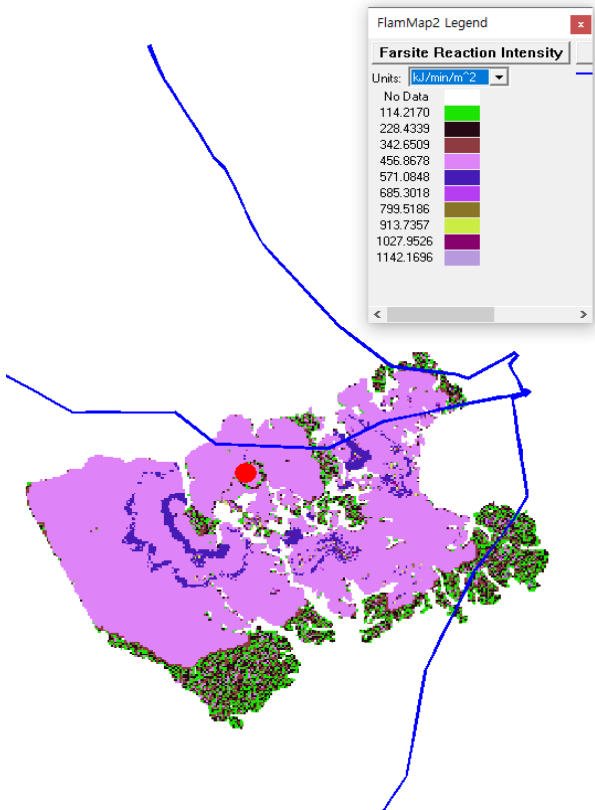 FlamMap2 Legend
x
Farsite Reaction Intensity
Units: kJ/min/m^2
No Data
114.2170
228.4339
342.6509
456.8678
571.0848
685.3018
799.5186
913.7357
1027.9526
1142.1696